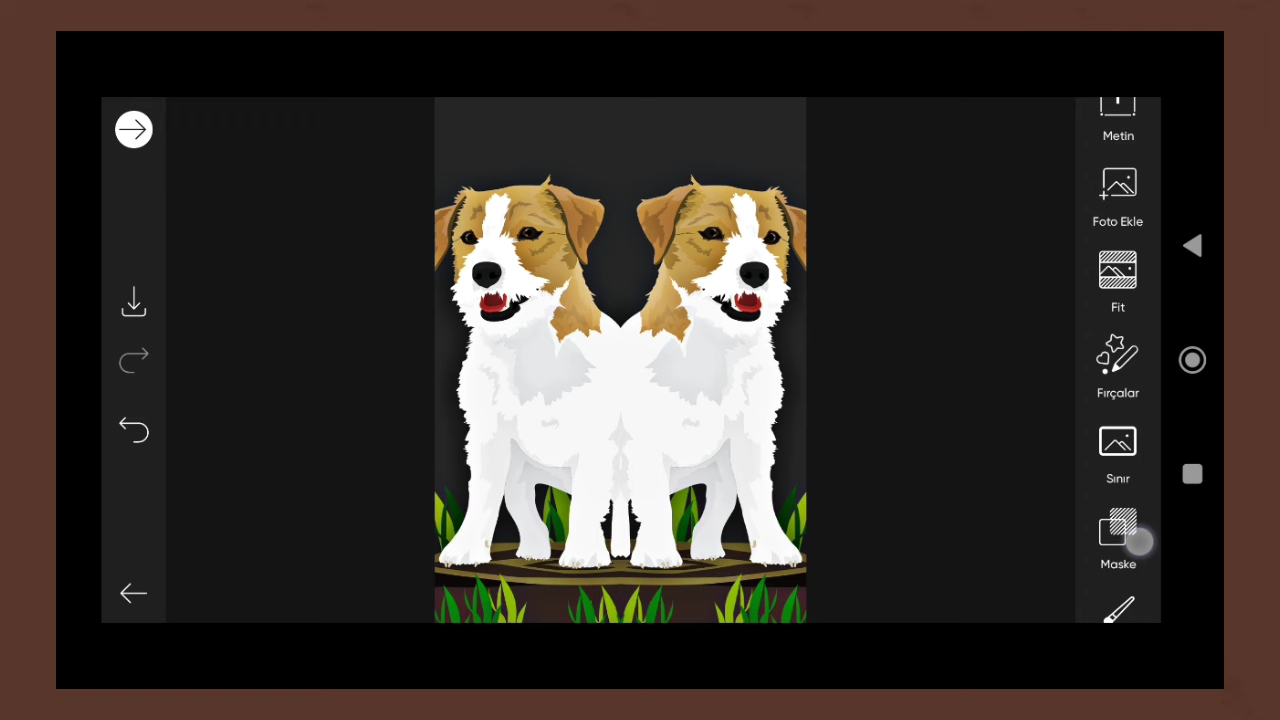 Metin
Foto Ekle
Fit
Fırçalar
Sınır
Maske